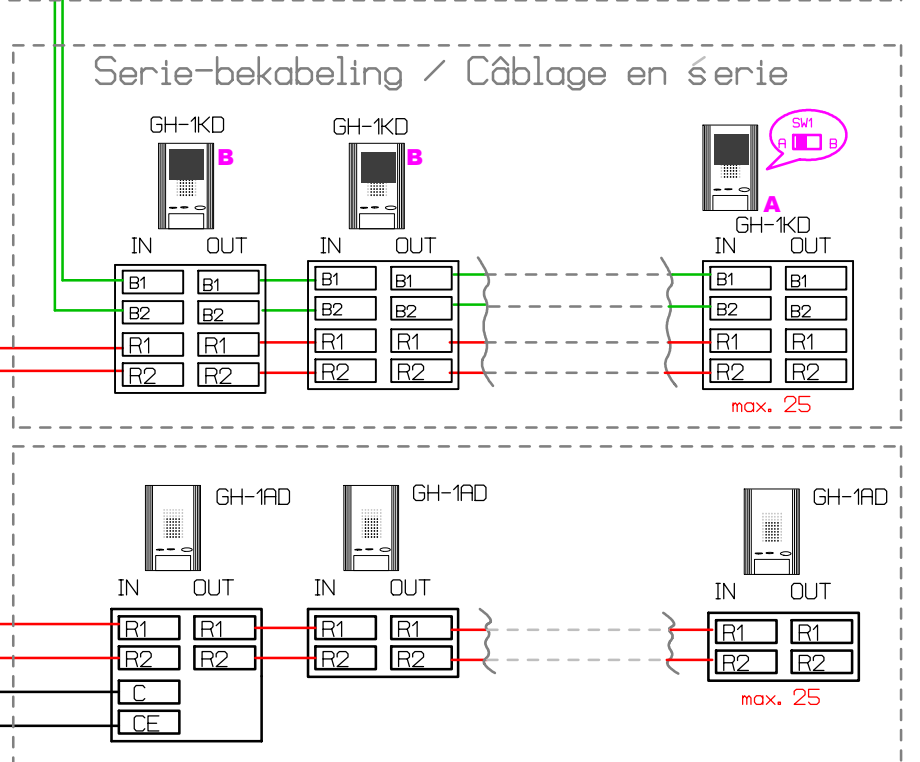 Serie-bekabeling / Câblage en serie
GH-1KD GH-1KD
SW1
A B
B B
A
GH-1KD
IN OUT IN OUT IN OUT
B1 B1 B1 B1 B1 B1
B2 B2 B2 B2 B2 B2
R1 R1 R1 R1 R1 R1
R2 R2 R2 R2 R2 R2
max. 25
GH-1AD GH-1AD GH-1AD
IN OUT IN OUT IN OUT
R1 R1 R1 R1 R1 R1
R2 R2 R2 R2 R2 R2
C
max. 25
CE